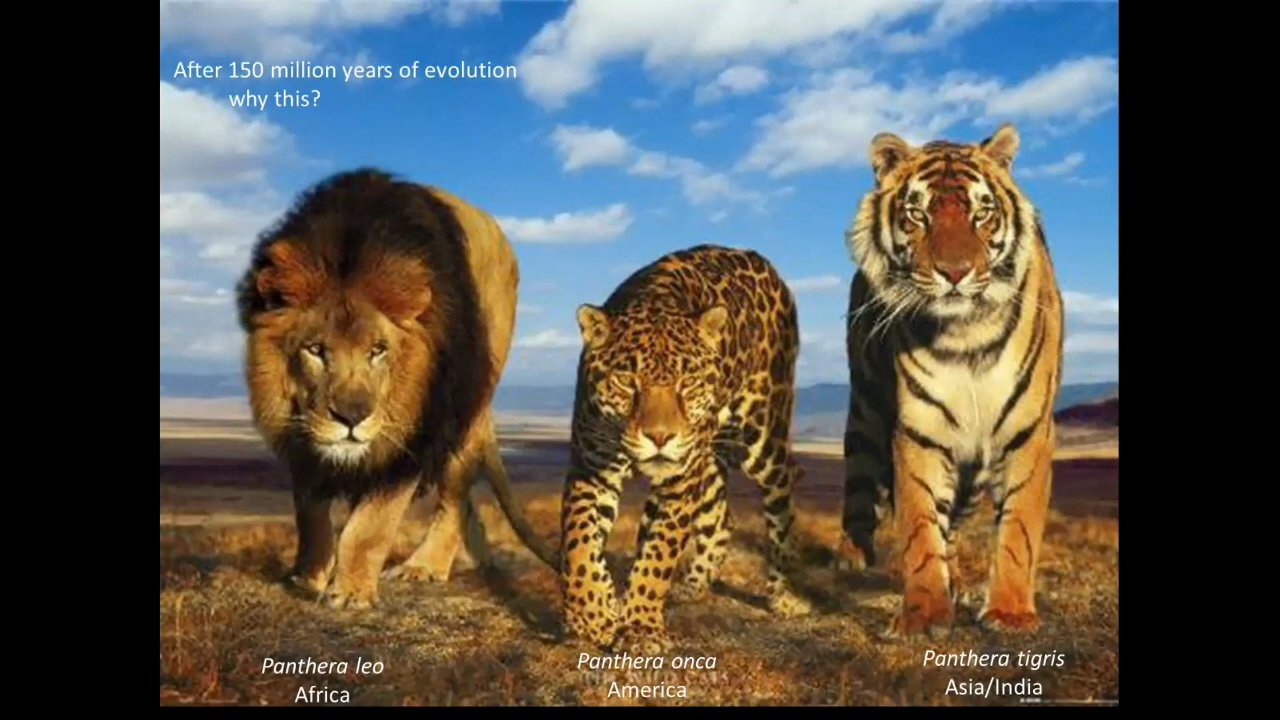 After 150 million years of evolution
why this?
Panthera leo
Africa
Panthera onca
America
Panthera tigris
Asia/India